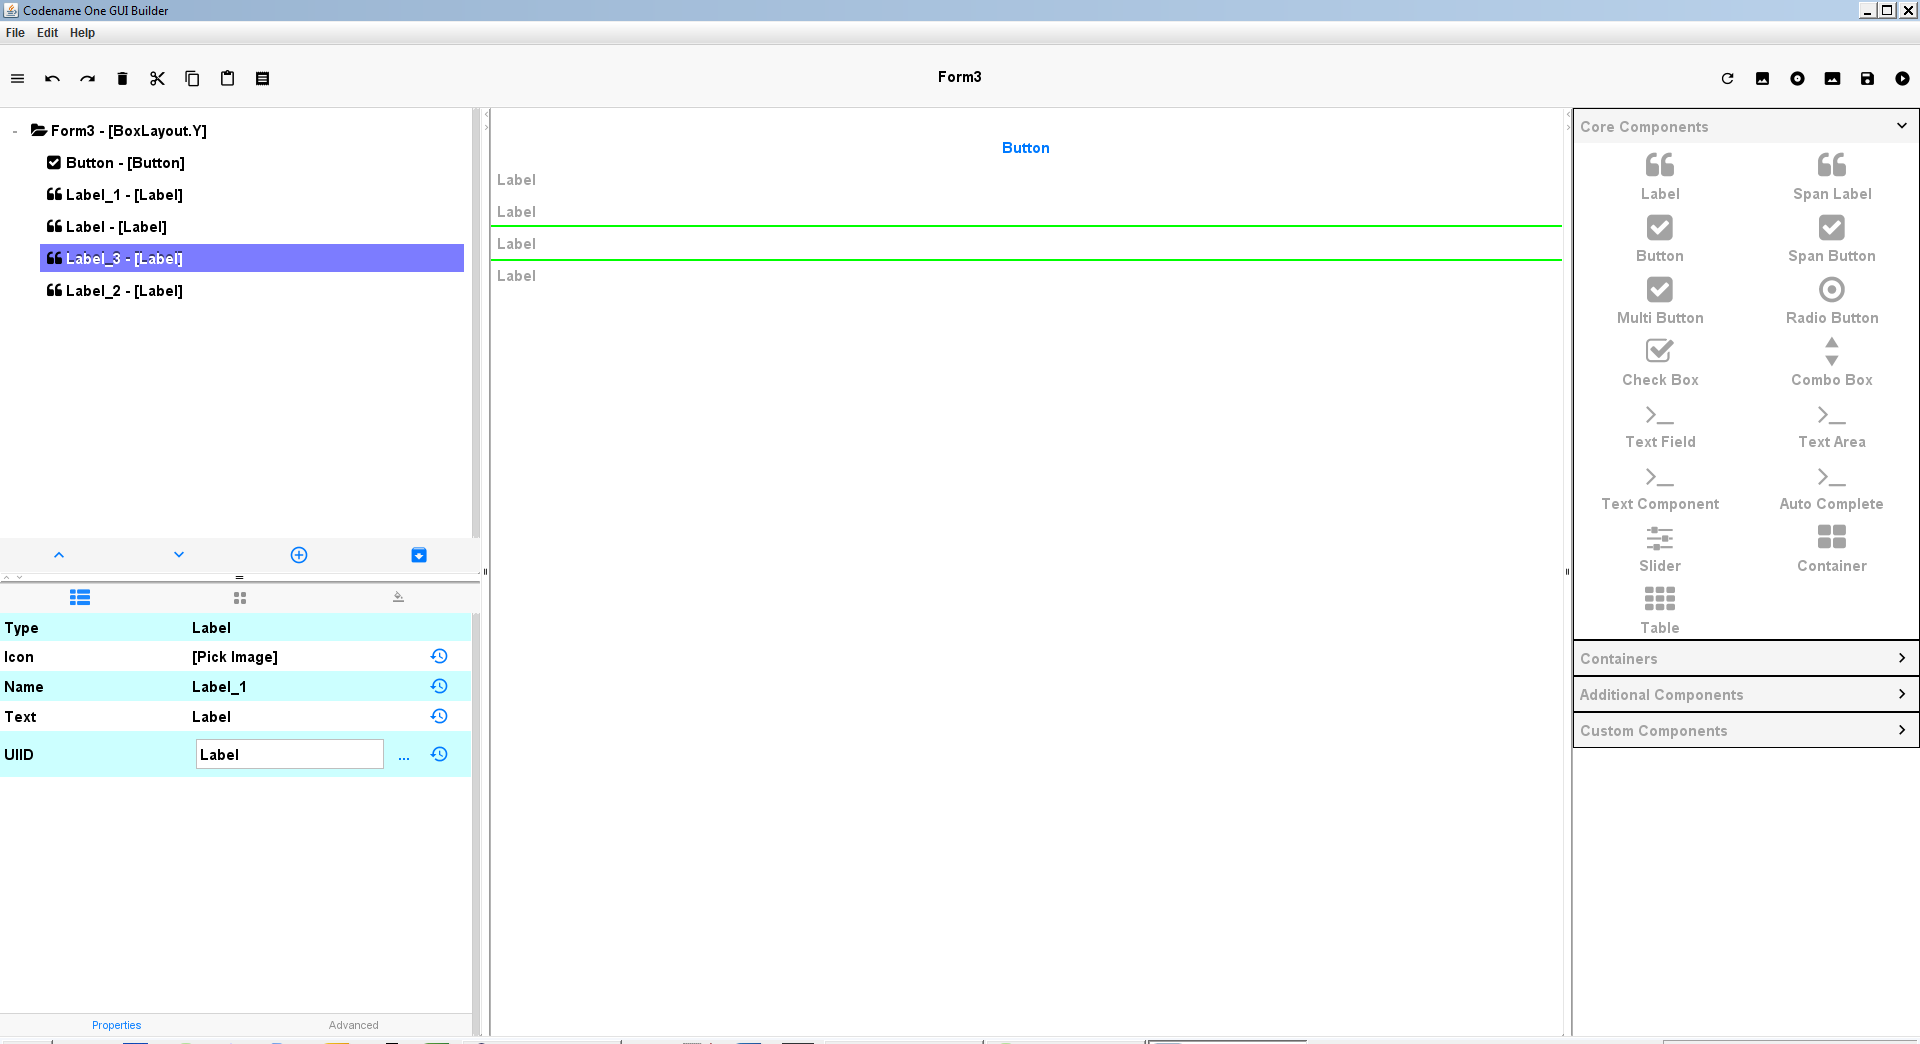 Codename One GUI Builder
File Edit Help
Form3
- Form3 - [BoxLayout.Y]
Button - [Button]
Label_1 - [Label]
Label - [Label]
Label_3 - [Label]
Label_2 - [Label]
Type Label
Icon [Pick Image]
Name Label_1
Text Label
UIID Label ...
Properties Advanced
Button
Label
Label
Label
Label
Core Components
Label Span Label
Button Span Button
Multi Button Radio Button
Check Box Combo Box
Text Field Text Area
Text Component Auto Complete
Slider Container
Table
Containers
Additional Components
Custom Components